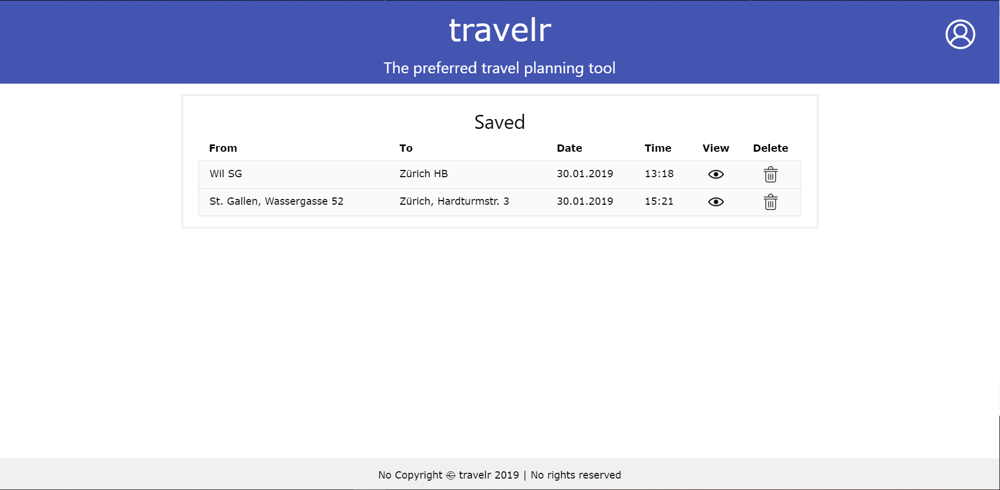 travelr
The preferred travel planning tool
Saved
From To Date Time View Delete
Wil SG Zürich HB 30.01.2019 13:18
St. Gallen, Wassergasse 52 Zürich, Hardturmstr. 3 30.01.2019 15:21
No Copyright © travelr 2019 | No rights reserved